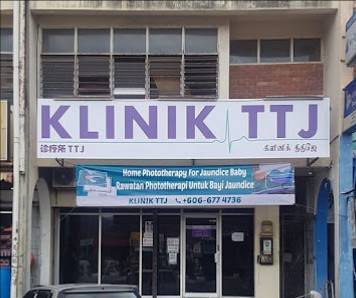 KLINIK TTJ
诊疗所 TTJ
கிளினிக் ரிரிஜே
Home Phototherapy For Jaundice Baby
Rawatan Phototherapi Untuk Bayi Jaundice
KLINIK TTJ +606-677 4736